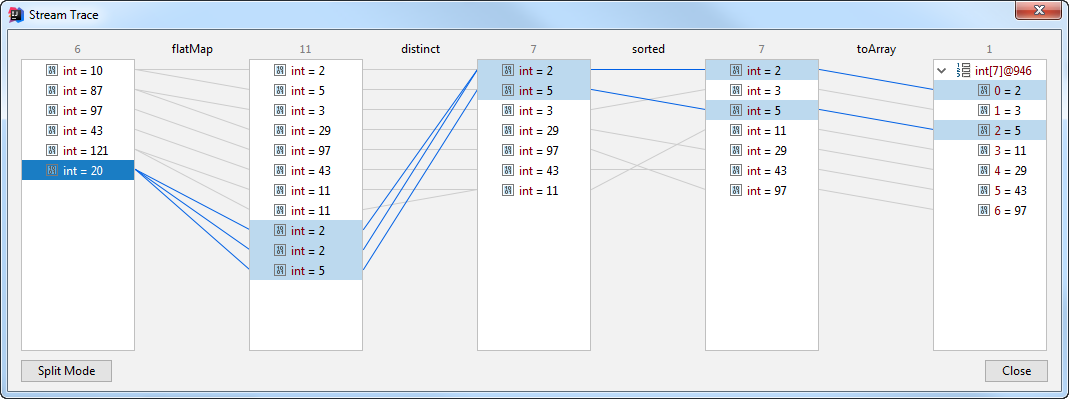 Stream Trace
6 flatMap 11 distinct 7 sorted 7 toArray 1
int = 10
int = 87
int = 97
int = 43
int = 121
int = 20
int = 2
int = 5
int = 3
int = 29
int = 97
int = 43
int = 11
int = 11
int = 2
int = 2
int = 5
int = 2
int = 5
int = 3
int = 29
int = 97
int = 43
int = 11
int = 2
int = 3
int = 5
int = 11
int = 29
int = 43
int = 97
int[7]@946
0 = 2
1 = 3
2 = 5
3 = 11
4 = 29
5 = 43
6 = 97
Split Mode
Close